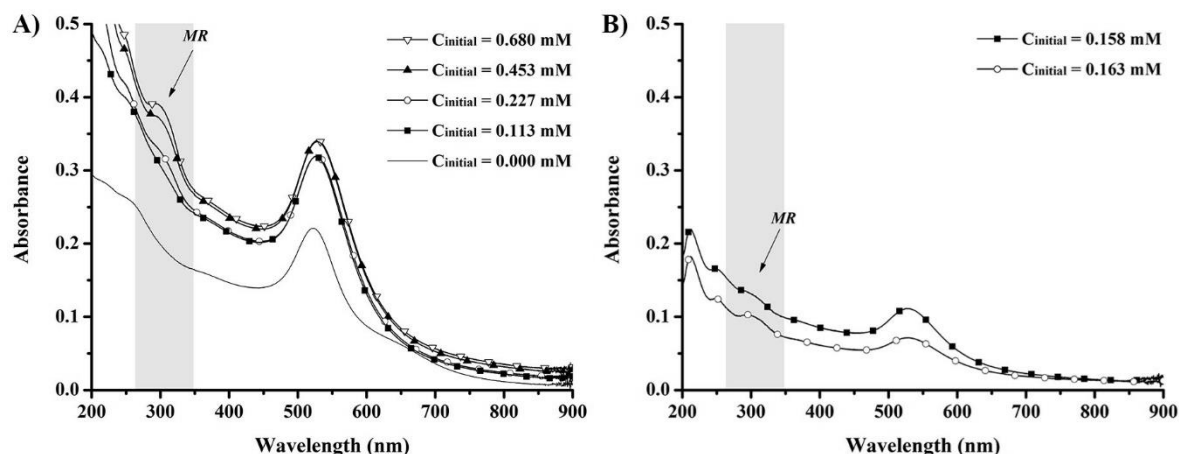 A)
0.5
0.4
0.3
0.2
0.1
0.0
Absorbance
MR
Cinitial = 0.680 mM
Cinitial = 0.453 mM
Cinitial = 0.227 mM
Cinitial = 0.113 mM
Cinitial = 0.000 mM
200 300 400 500 600 700 800 900
Wavelength (nm)
B)
0.5
0.4
0.3
0.2
0.1
0.0
Absorbance
MR
Cinitial = 0.158 mM
Cinitial = 0.163 mM
200 300 400 500 600 700 800 900
Wavelength (nm)